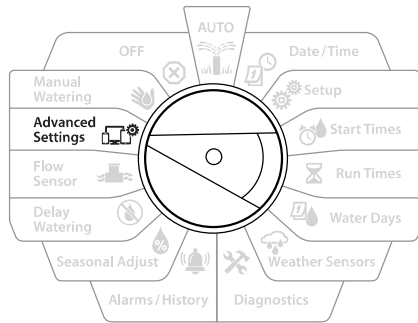 AUTO
OFF
Date/Time
Manual
Watering
Setup
Advanced
Settings
Start Times
Flow
Sensor
Run Times
Delay
Watering
Water Days
Seasonal Adjust
Weather Sensors
Alarms/History
Diagnostics